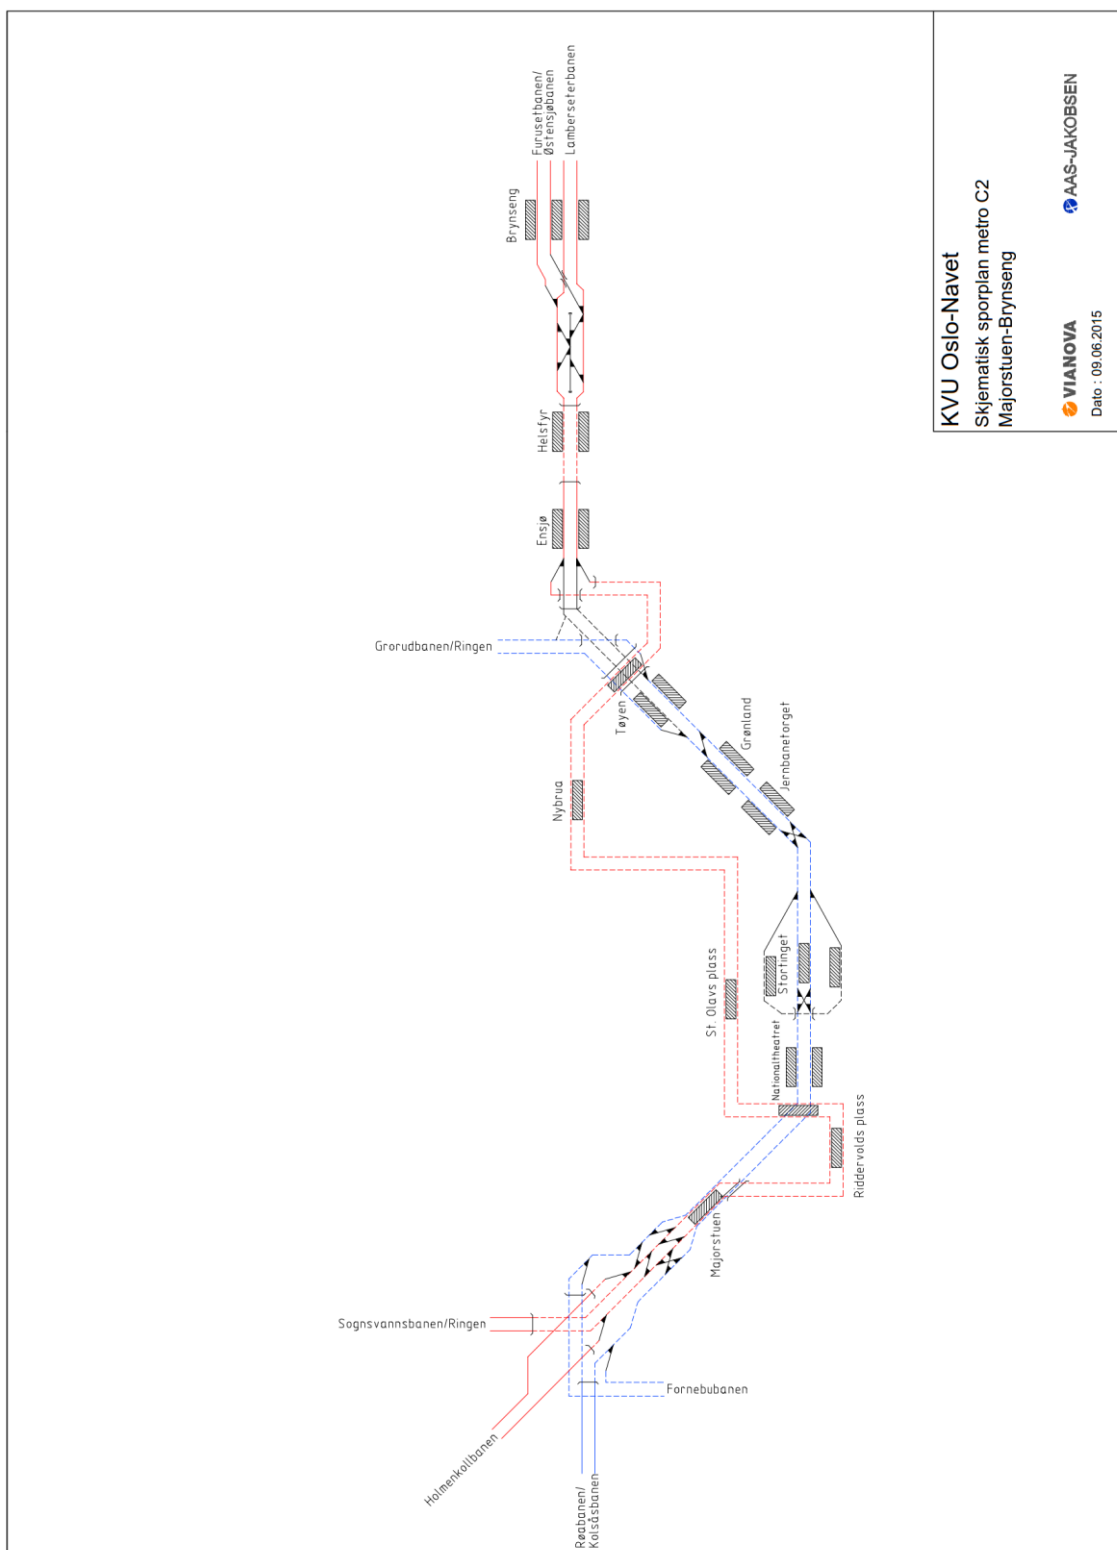 Furusetbanen/
Østensjøbanen
Lamberseterbanen
Brynseng
Helsfyr
Ensjø
Grorudbanen/Ringen
Tøyen
Grønland
Jernbanetorget
Nybrua
Stortinget
St. Olavs plass
Nationaltheatret
Riddervolds plass
Majorstuen
Sognsvannsbanen/Ringen
Fornebubanen
Holmenkollbanen
Røabanen/
Kolsåsbanen
KVU Oslo-Navet
Skjematisk sporplan metro C2
Majorstuen-Brynseng
VIANOVA
AAS-JAKOBSEN
Dato : 09.06.2015